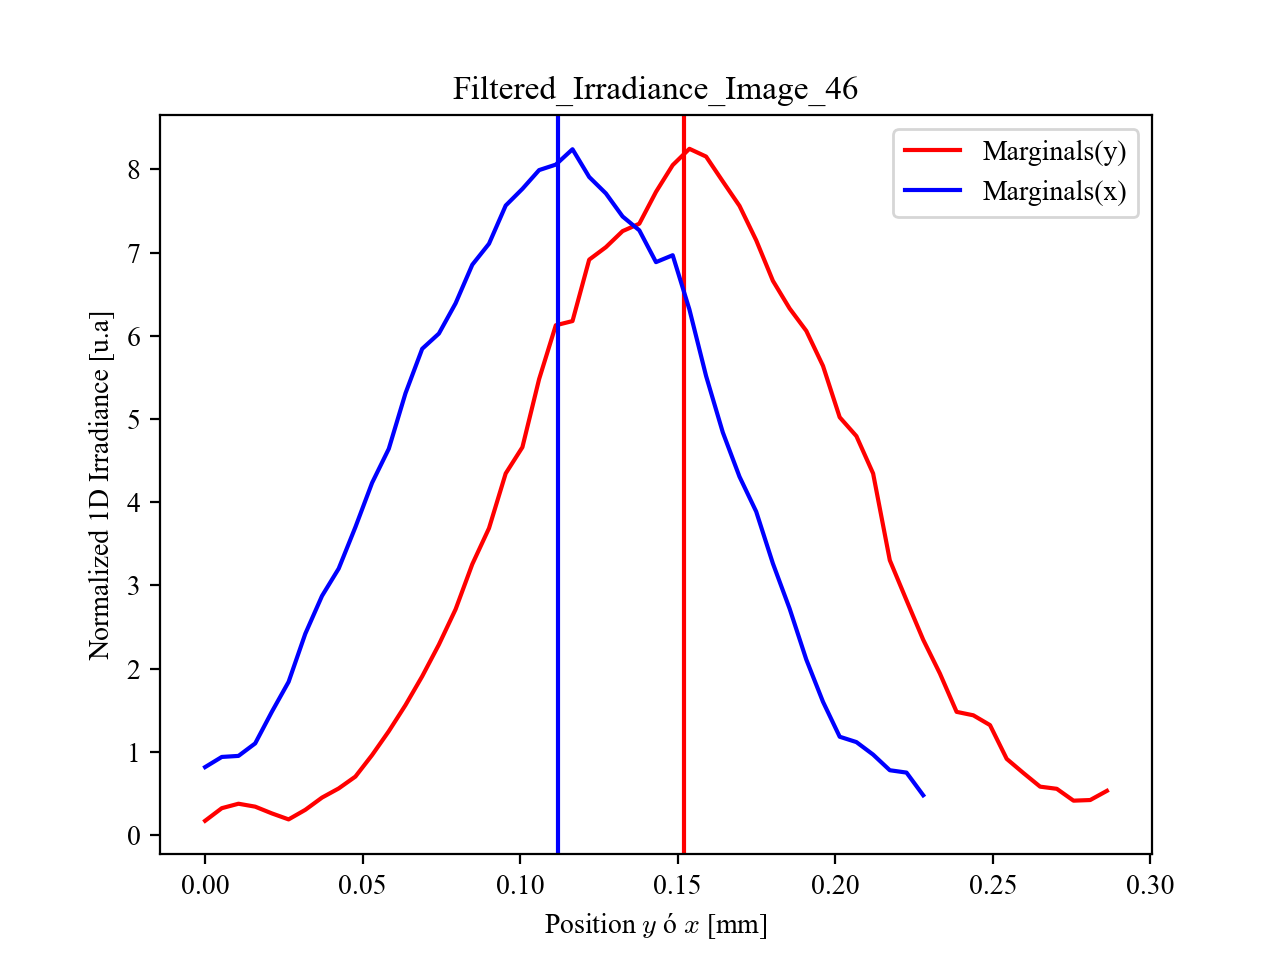 Filtered_Irradiance_Image_46
Marginals(y)
Marginals(x)
Normalized 1D Irradiance [u.a]
8
7
6
5
4
3
2
1
0
0.00 0.05 0.10 0.15 0.20 0.25 0.30
Position y ó x [mm]